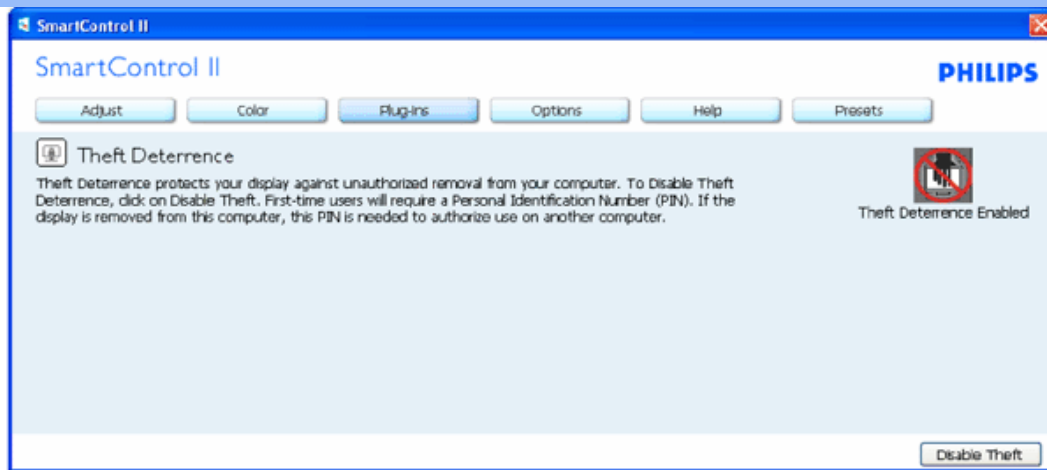 SmartControl II
SmartControl II
PHILIPS
Adjust Color Plug-Ins Options Help Presets
Theft Deterrence
Theft Deterrence protects your display against unauthorized removal from your computer. To Disable Theft
Deterrence, click on Disable Theft. First-time users will require a Personal Identification Number (PIN). If the
display is removed from this computer, this PIN is needed to authorize use on another computer.
Theft Deterrence Enabled
Disable Theft